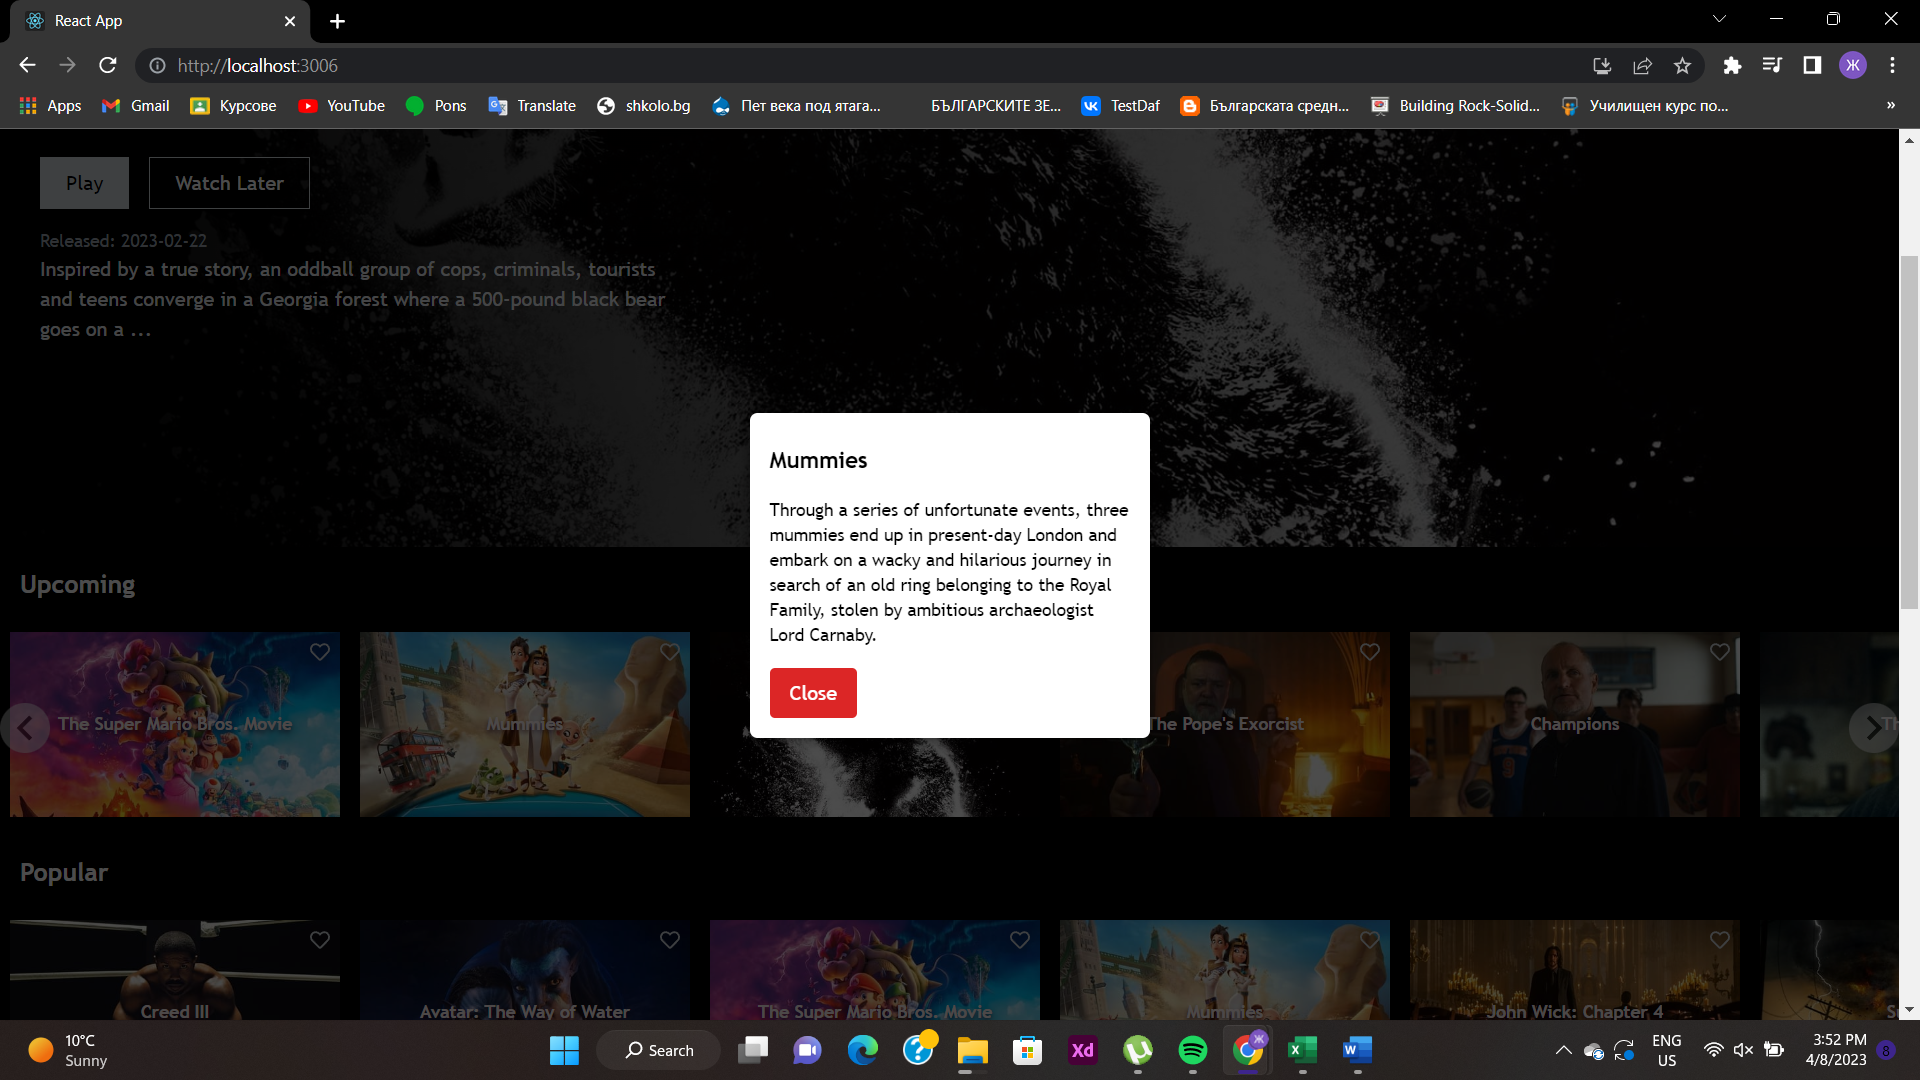 React App
http://localhost:3006
Ж
Apps
Gmail
Курсове
YouTube
Pons
Translate
shkolo.bg
Пет века под ятага...
БЪЛГАРСКИТЕ ЗЕ...
TestDaf
Българската средн...
Building Rock-Solid...
Училищен курс по...
»
Play
Watch Later
Released: 2023-02-22
Inspired by a true story, an oddball group of cops, criminals, tourists
and teens converge in a Georgia forest where a 500-pound black bear
goes on a ...
Mummies
Through a series of unfortunate events, three
mummies end up in present-day London and
embark on a wacky and hilarious journey in
search of an old ring belonging to the Royal
Family, stolen by ambitious archaeologist
Lord Carnaby.
Close
Upcoming
The Super Mario Bros. Movie
Mummies
The Pope's Exorcist
Champions
Th
Popular
Creed III
Avatar: The Way of Water
The Super Mario Bros. Movie
Mummies
John Wick: Chapter 4
10°C
Sunny
Search
Xd
Ж
ENG
US
3:52 PM
4/8/2023
8